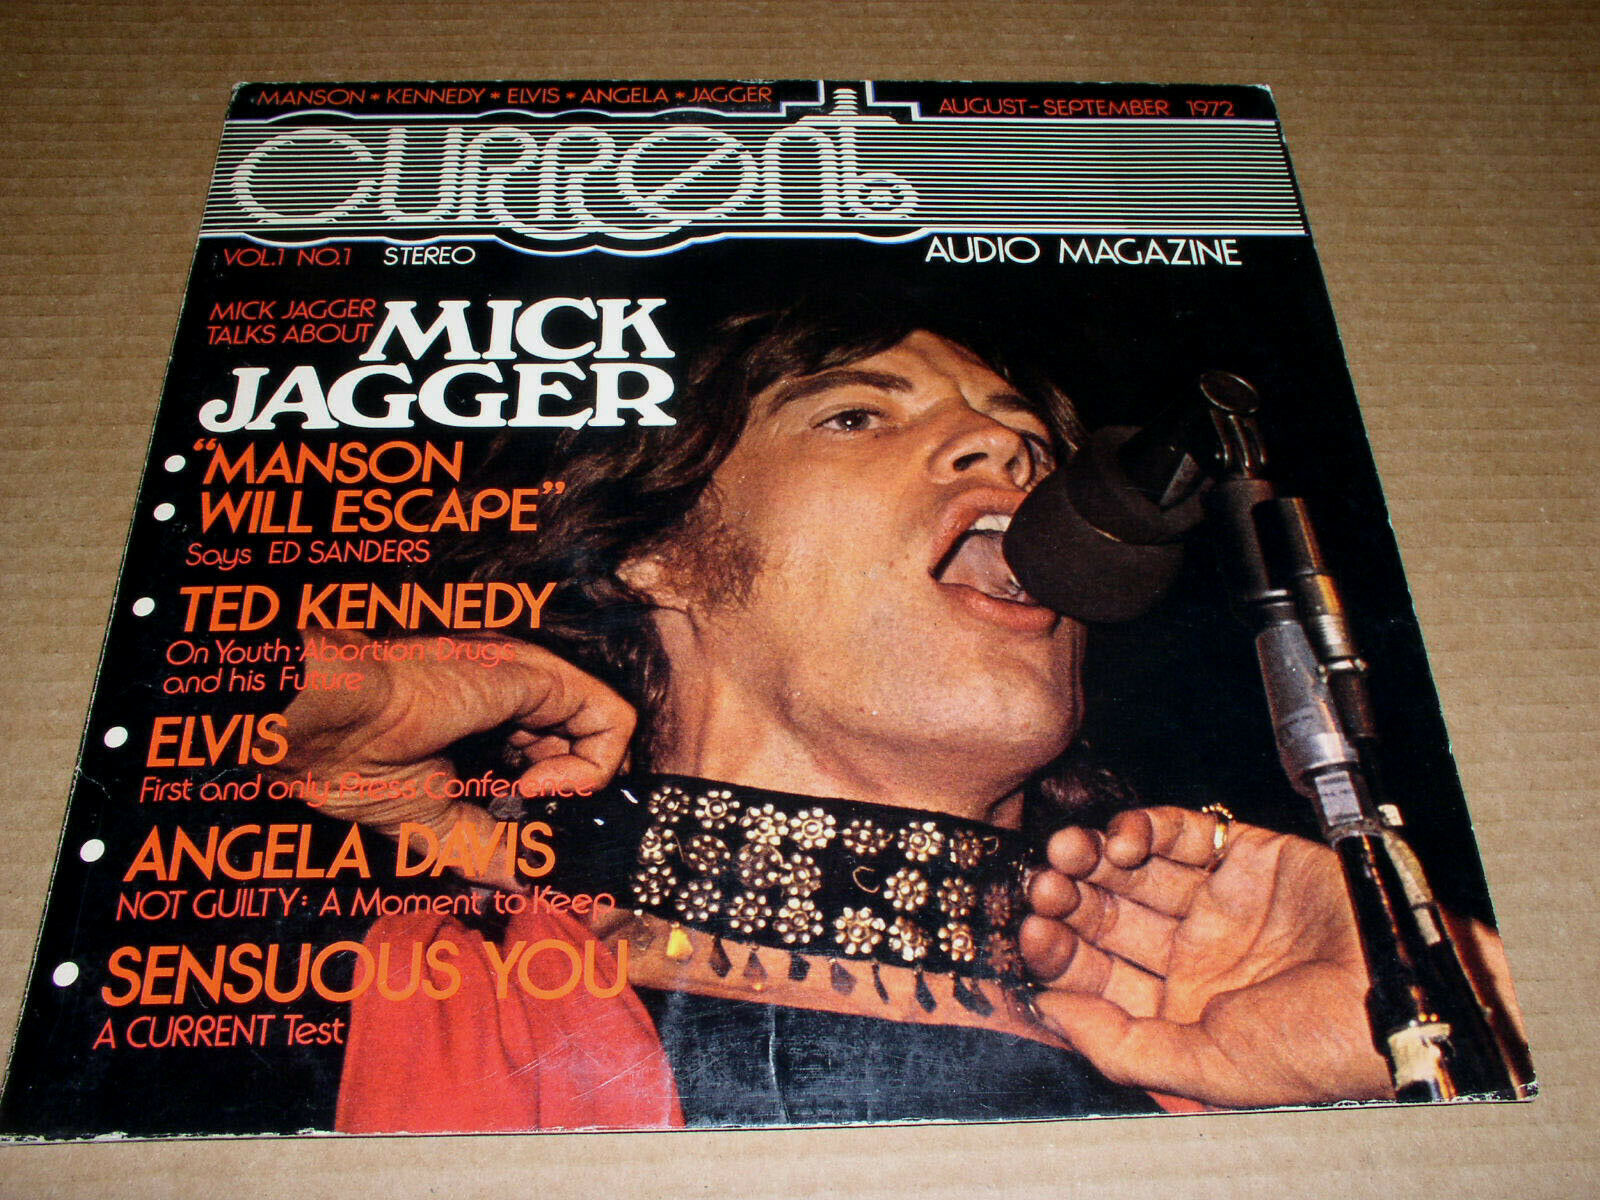 MANSON * KENNEDY * ELVIS * ANGELA * JAGGER
AUGUST-SEPTEMBER 1972
current
VOL.1 NO.1 STEREO
AUDIO MAGAZINE
MICK JAGGER
TALKS ABOUT
MICK
JAGGER
"MANSON
WILL ESCAPE"
Says ED SANDERS
TED KENNEDY
On Youth·Abortion·Drugs
and his Future
ELVIS
First and only Press Conference
ANGELA DAVIS
NOT GUILTY: A Moment to Keep
SENSUOUS YOU
A CURRENT Test